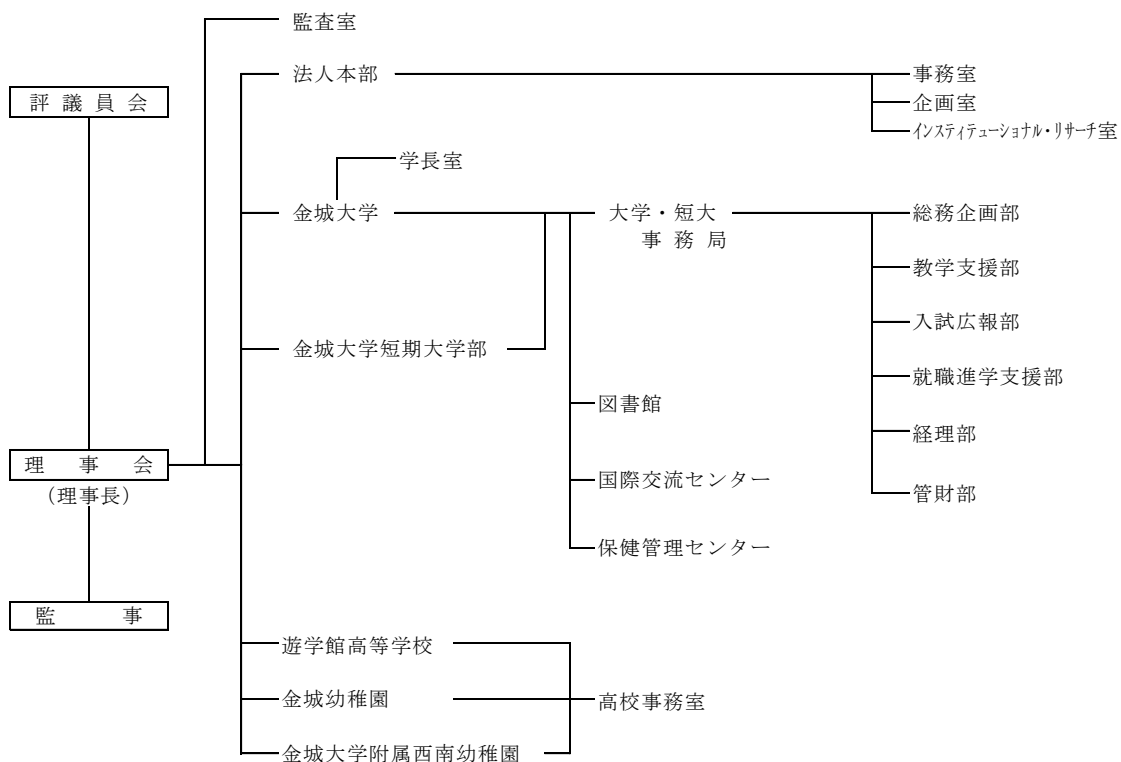 監査室
法人本部
事務室
企画室
インスティテューショナル・リサーチ室
評議員会
学長室
金城大学
大学・短大
事務局
総務企画部
教学支援部
入試広報部
金城大学短期大学部
就職進学支援部
図書館
経理部
理事会
(理事長)
国際交流センター
管財部
保健管理センター
監事
遊学館高等学校
金城幼稚園
高校事務室
金城大学附属西南幼稚園